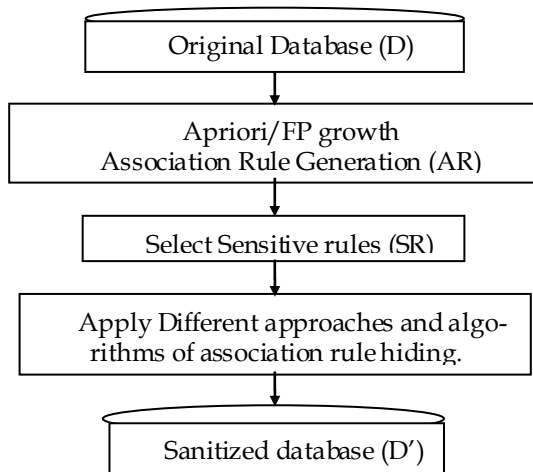 Original Database (D)
Apriori/FP growth
Association Rule Generation (AR)
Select Sensitive rules (SR)
Apply Different approaches and algo-
rithms of association rule hiding.
Sanitized database (D’)